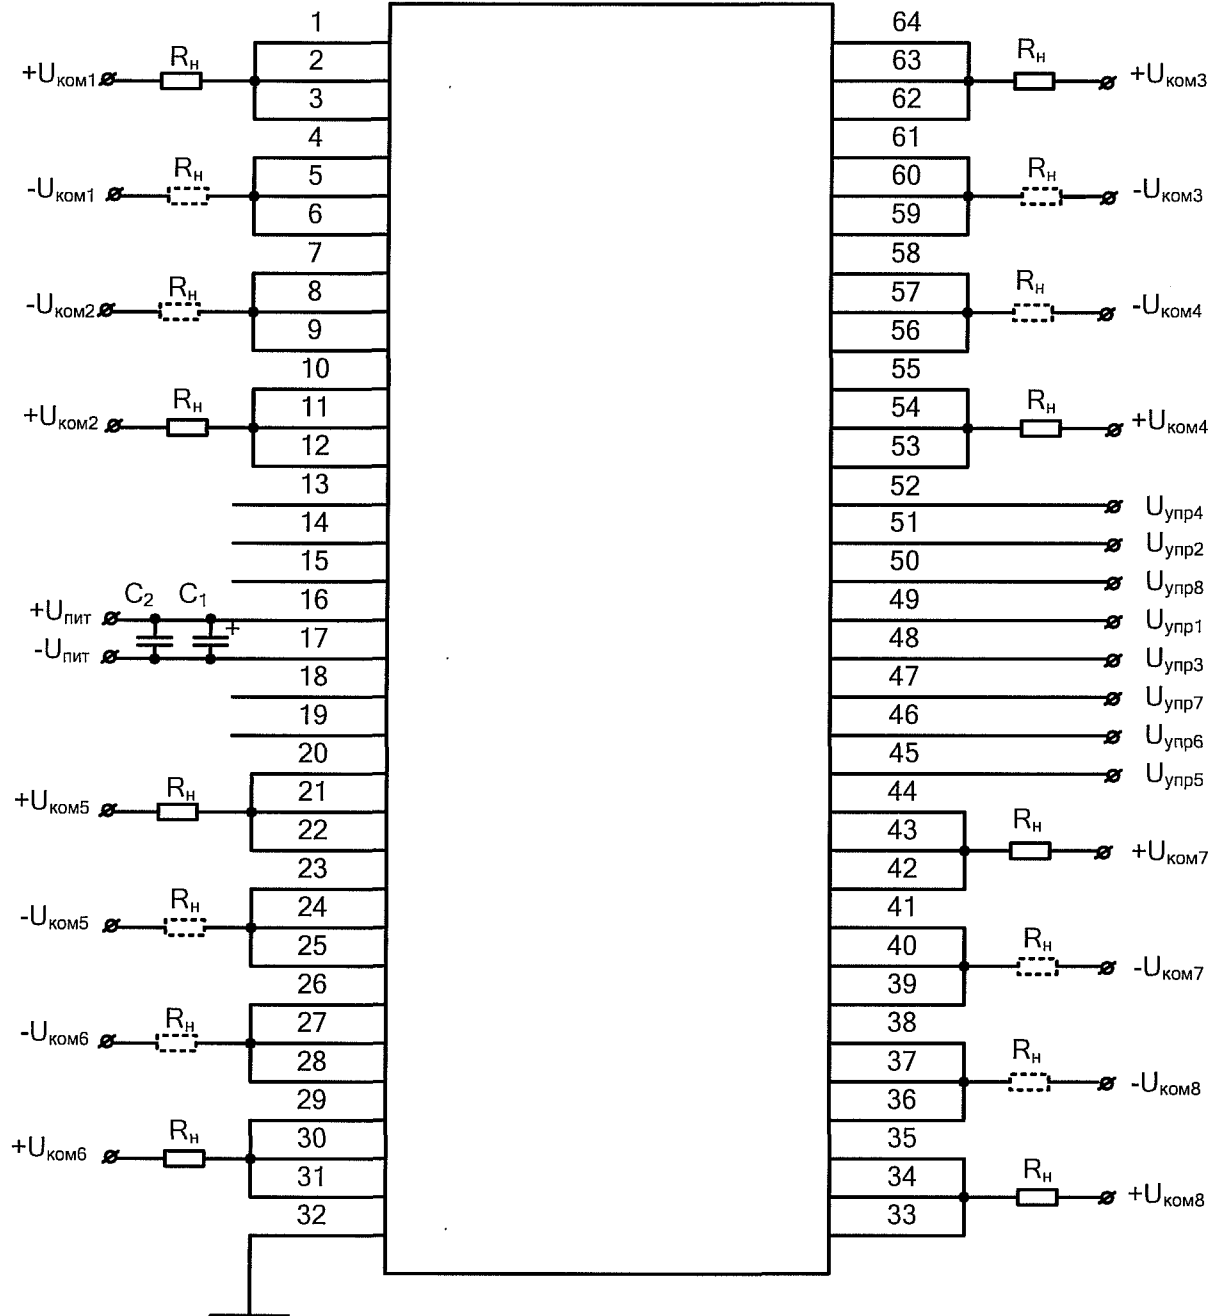 1 64
+Uком1 Rн 2 63 Rн +Uком3
3 62
4 61
-Uком1 Rн 5 60 Rн -Uком3
6 59
7 58
-Uком2 Rн 8 57 Rн -Uком4
9 56
10 55
+Uком2 Rн 11 54 Rн +Uком4
12 53
13 52 Uупр4
14 51 Uупр2
15 50 Uупр8
+Uпит C2 C1 16 49 Uупр1
+
-Uпит 17 48 Uупр3
18 47 Uупр7
19 46 Uупр6
20 45 Uупр5
+Uком5 Rн 21 44
22 43 Rн +Uком7
23 42
-Uком5 Rн 24 41
25 40 Rн -Uком7
26 39
-Uком6 Rн 27 38
28 37 Rн -Uком8
29 36
+Uком6 Rн 30 35
31 34 Rн +Uком8
32 33